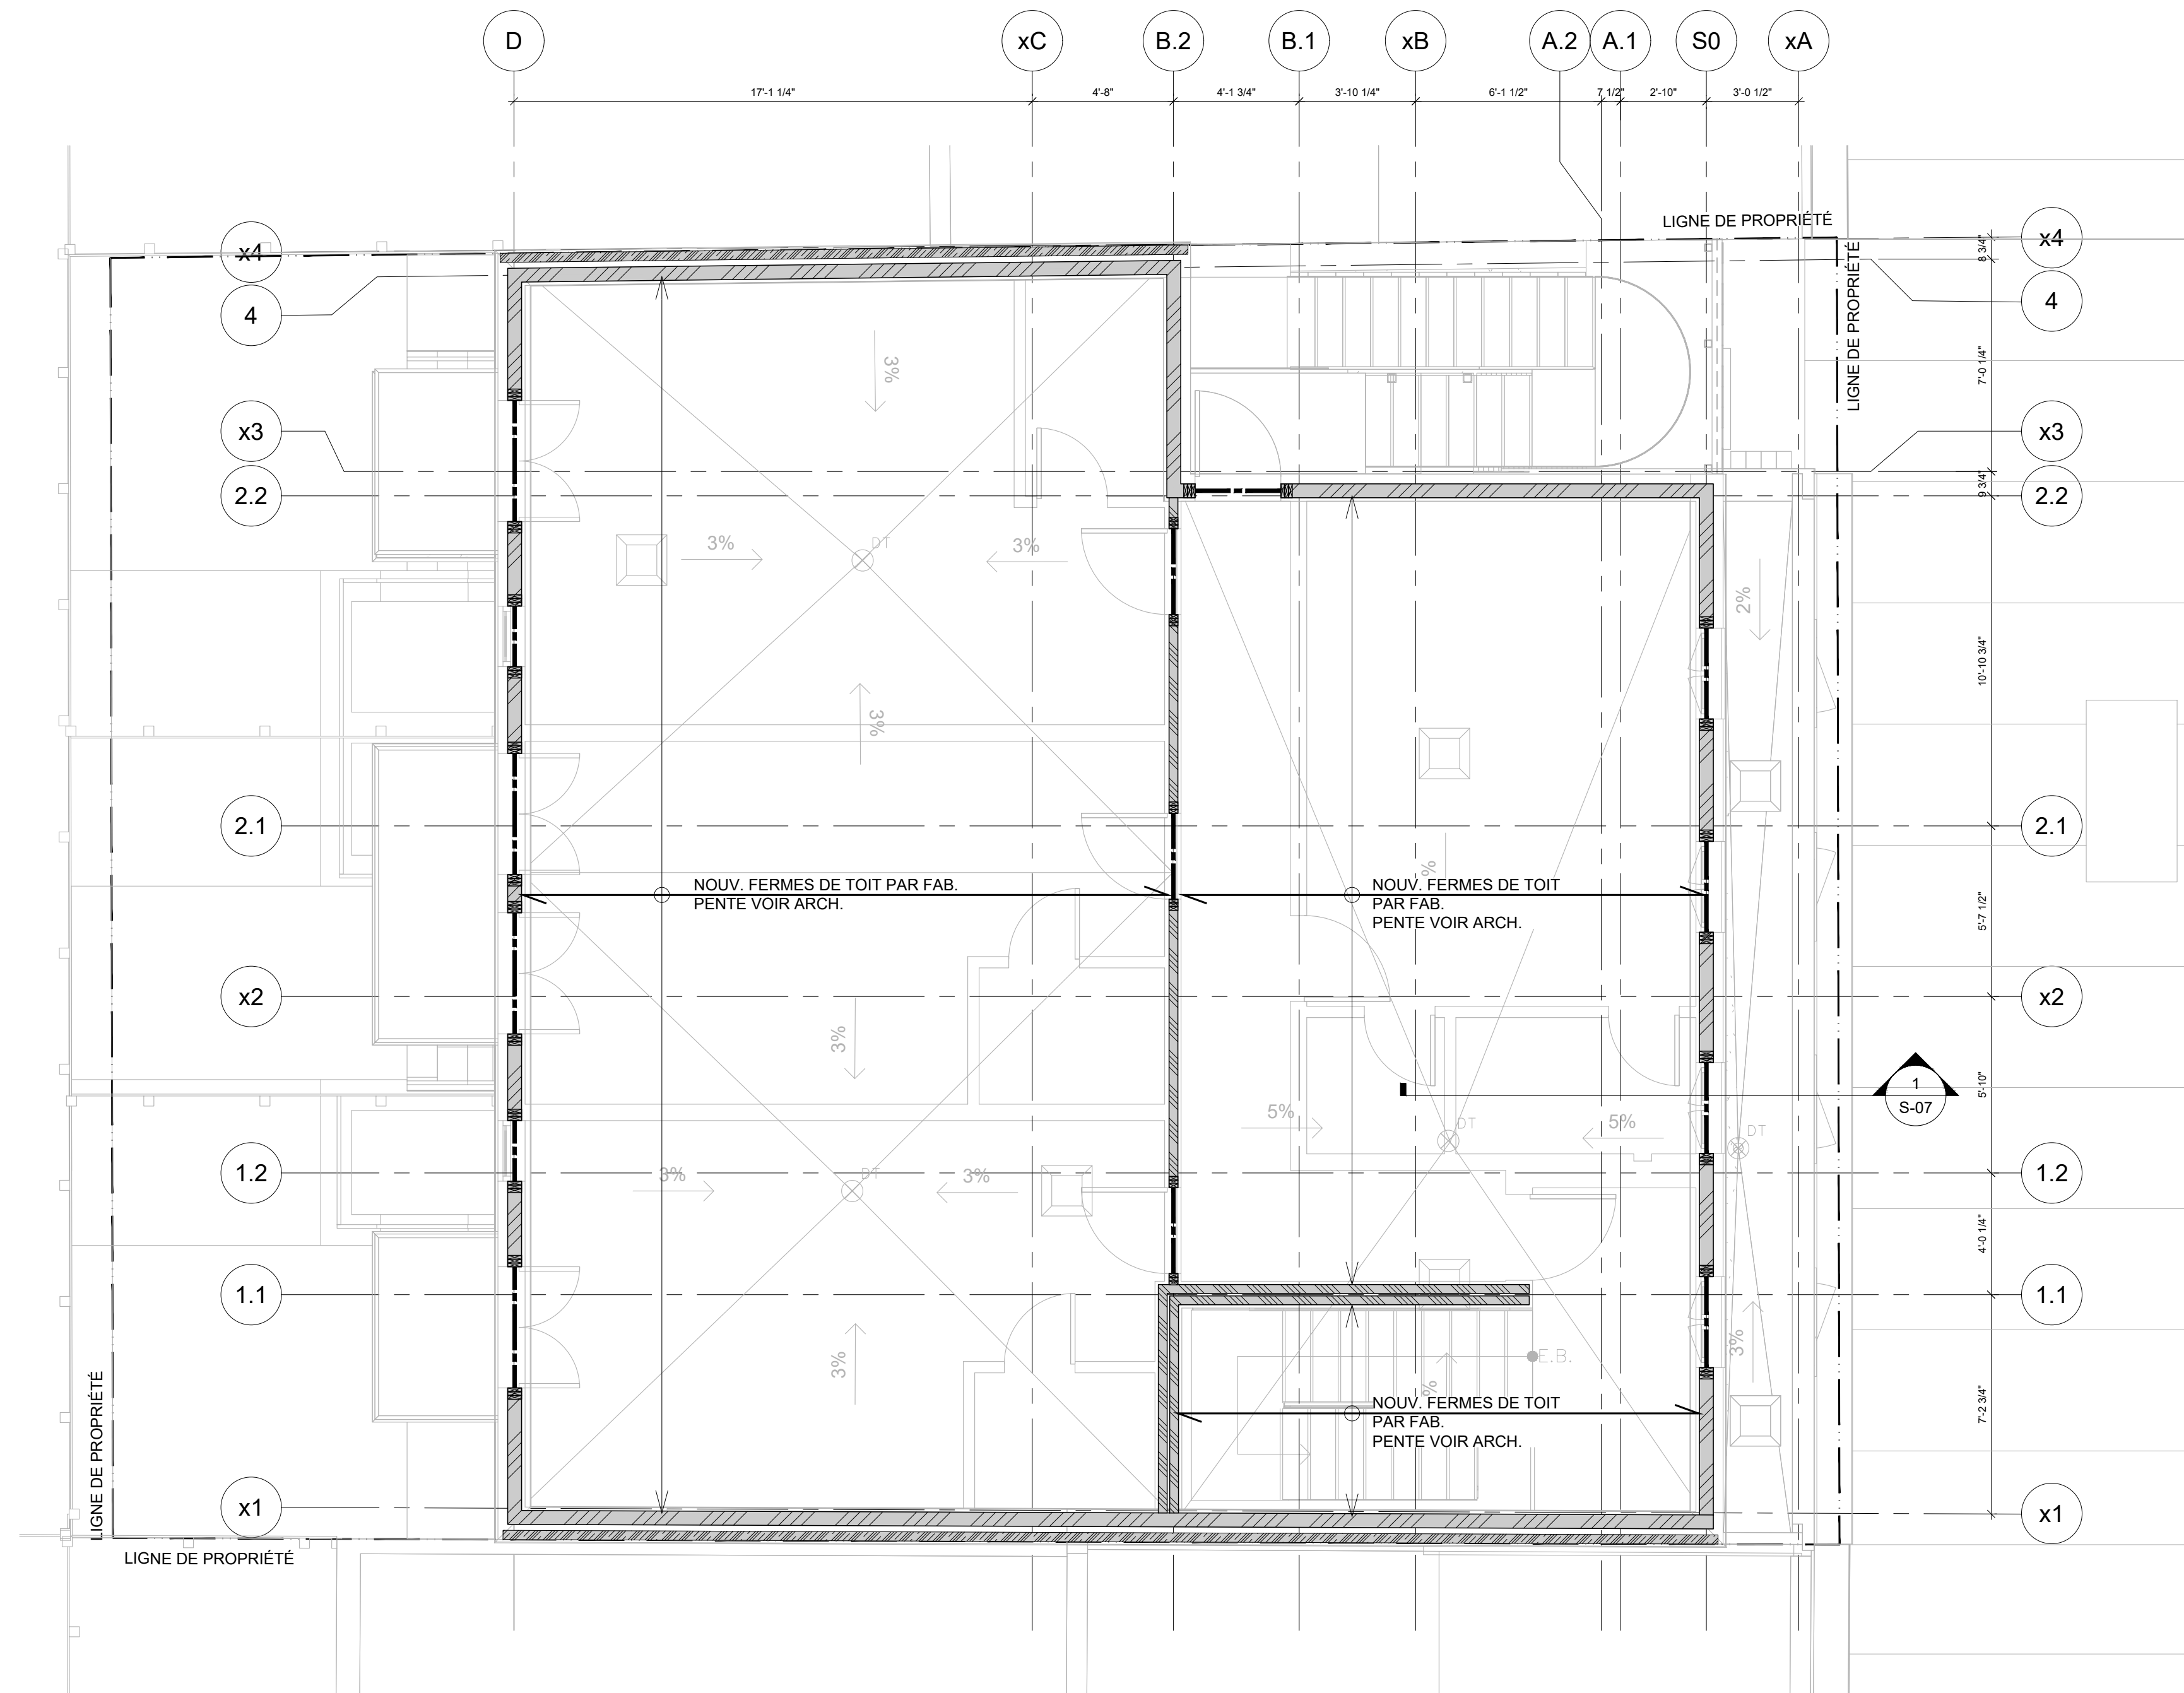 D
xC
B.2
B.1
xB
A.2
A.1
S0
xA
17'-1 1/4"
4'-8"
4'-1 3/4"
3'-10 1/4"
6'-1 1/2"
7 1/2"
2'-10"
3'-0 1/2"
LIGNE DE PROPRIÉTÉ
x4
x4
8 3/4"
LIGNE DE PROPRIÉTÉ
4
4
3%
7'-0 1/4"
x3
x3
2.2
9 3/4"
2.2
3%
DT
3%
2%
10'-10 3/4"
3%
2.1
2.1
%
NOUV. FERMES DE TOIT PAR FAB.
PENTE VOIR ARCH.
NOUV. FERMES DE TOIT
PAR FAB.
PENTE VOIR ARCH.
5'-7 1/2"
x2
x2
3%
1
S-07
5'-10"
5%
DT
5%
DT
1.2
3%
DT
3%
1.2
4'-0 1/4"
1.1
1.1
3%
3%
E.B.
%
NOUV. FERMES DE TOIT
PAR FAB.
PENTE VOIR ARCH.
7'-2 3/4"
LIGNE DE PROPRIÉTÉ
x1
x1
LIGNE DE PROPRIÉTÉ